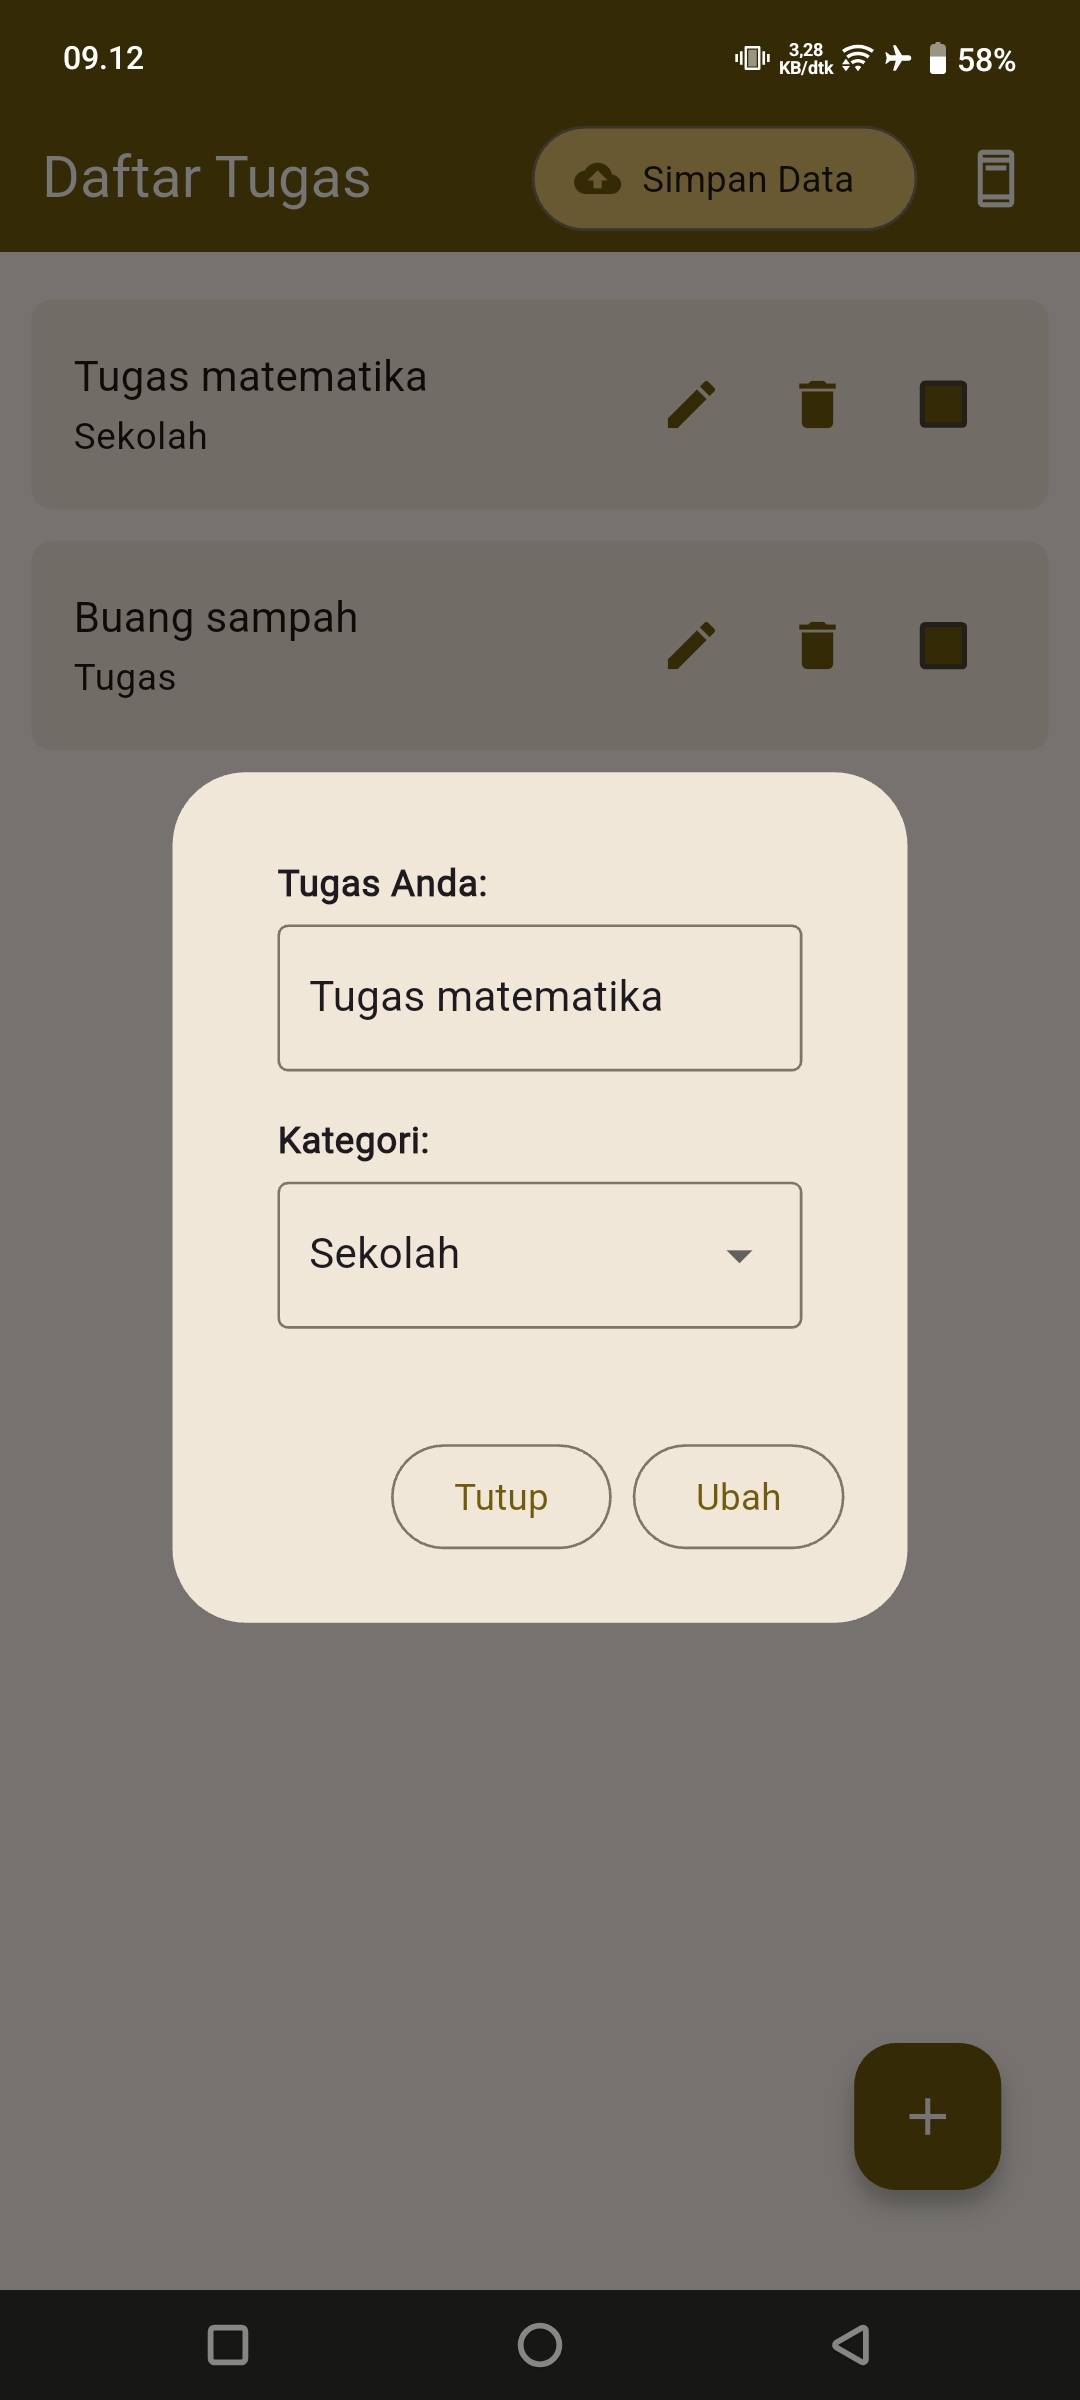 09.12
3,28
KB/dtk
58%
Daftar Tugas
Simpan Data
Tugas matematika
Sekolah
Buang sampah
Tugas
Tugas Anda:
Tugas matematika
Kategori:
Sekolah
Tutup
Ubah